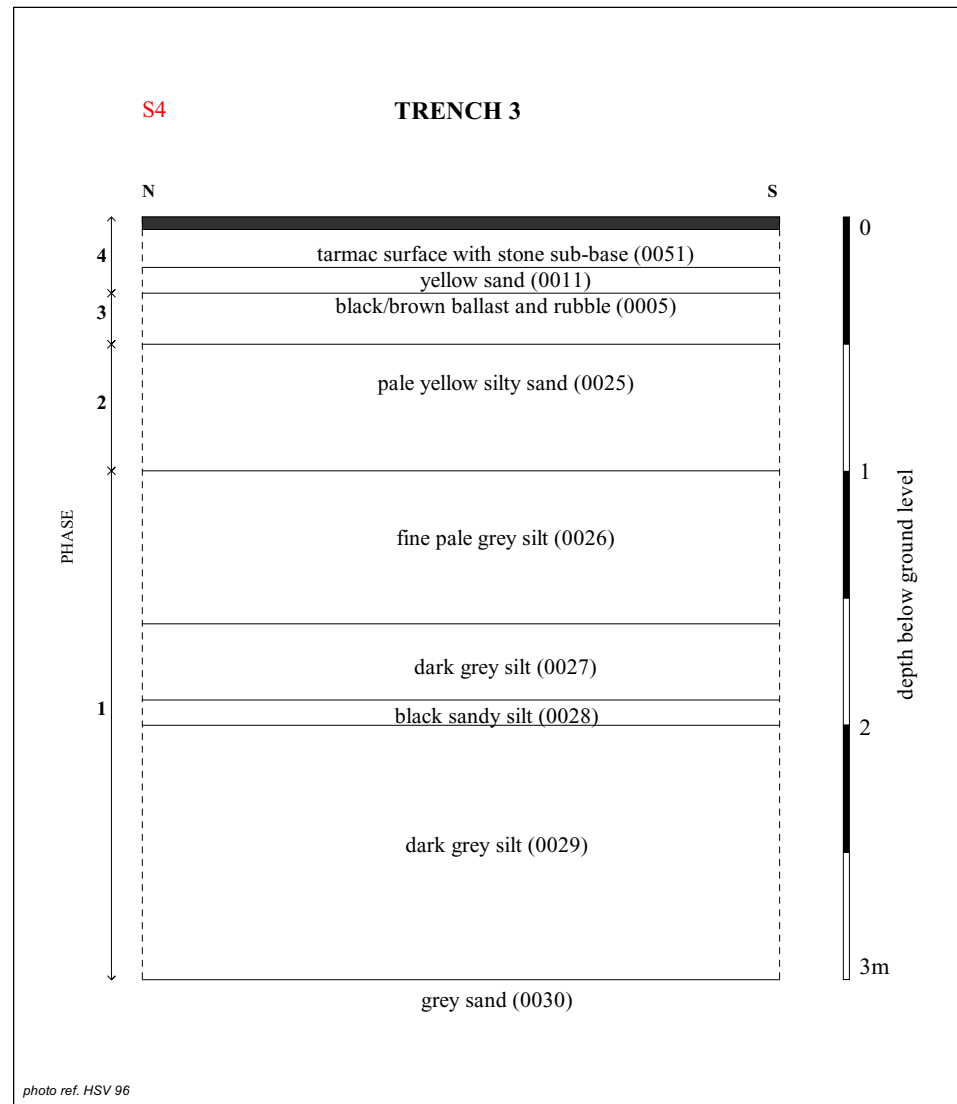 S4
TRENCH 3
N
S
0
4
tarmac surface with stone sub-base (0051)
yellow sand (0011)
3
black/brown ballast and rubble (0005)
2
pale yellow silty sand (0025)
1
PHASE
fine pale grey silt (0026)
depth below ground level
dark grey silt (0027)
1
black sandy silt (0028)
2
dark grey silt (0029)
3m
grey sand (0030)
photo ref. HSV 96